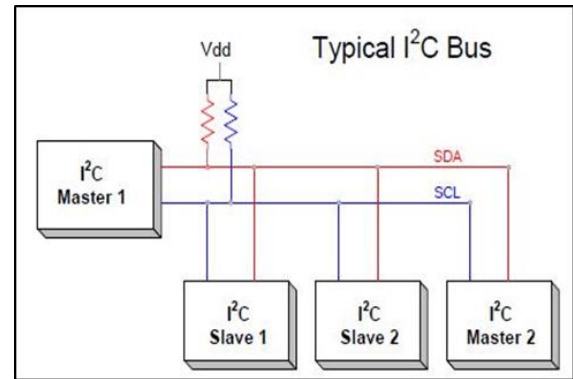 Typical I²C Bus
Vdd
SDA
SCL
I²C
Master 1
I²C
Slave 1
I²C
Slave 2
I²C
Master 2